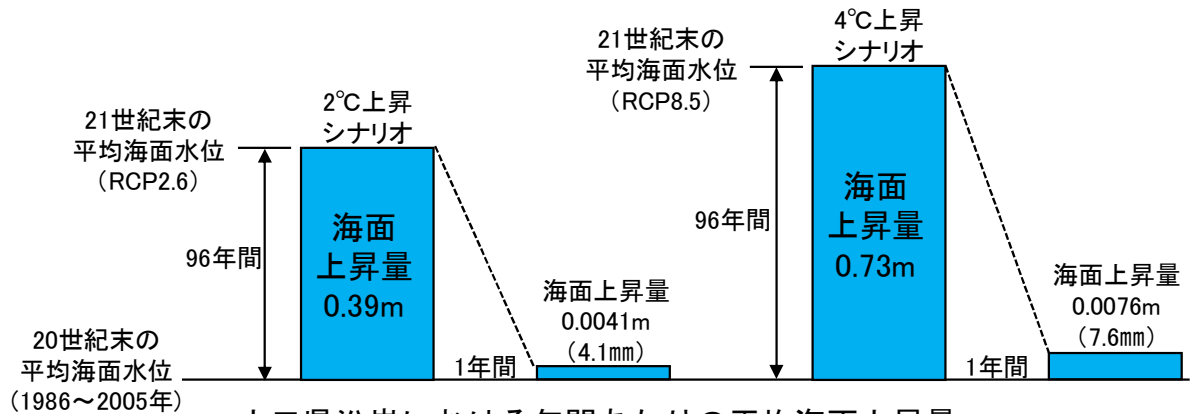 21世紀末の
平均海面水位
（RCP2.6）
2℃上昇
シナリオ
96年間
海面
上昇量
0.39m
1年間
海面上昇量
0.0041m
（4.1㎜）
20世紀末の
平均海面水位
（1986～2005年）
21世紀末の
平均海面水位
（RCP8.5）
4℃上昇
シナリオ
96年間
海面
上昇量
0.73m
1年間
海面上昇量
0.0076m
（7.6㎜）